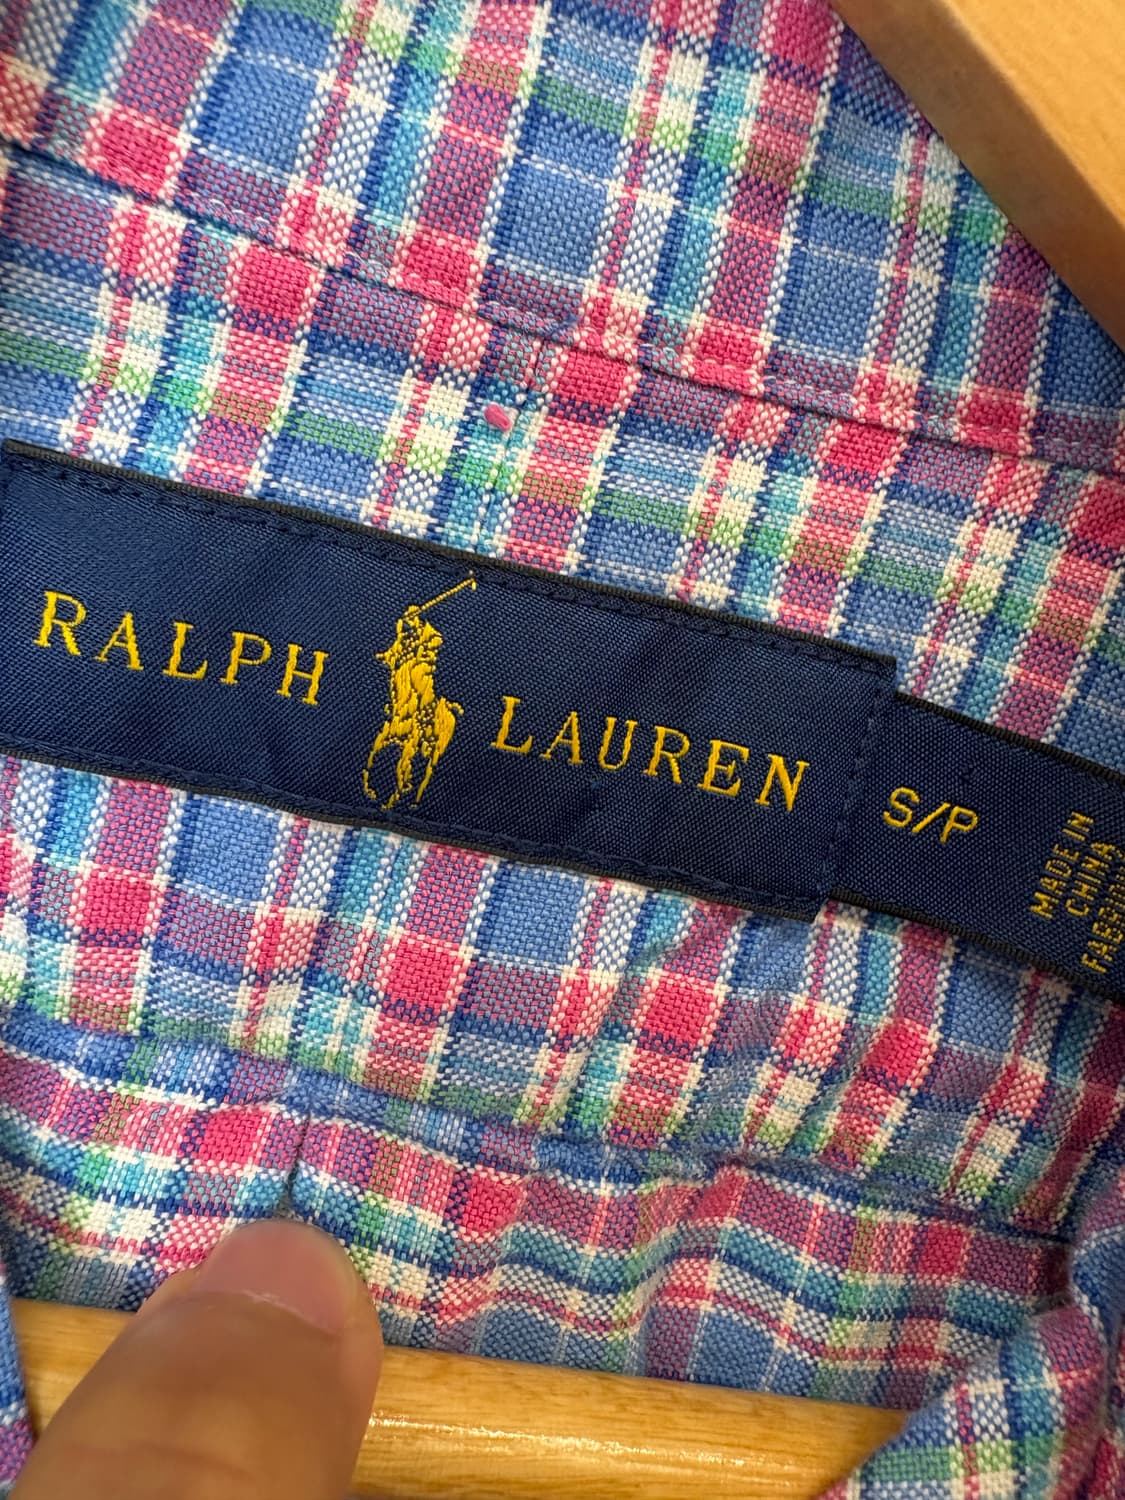 RALPH LAUREN
S/P
MADE IN
CHINA